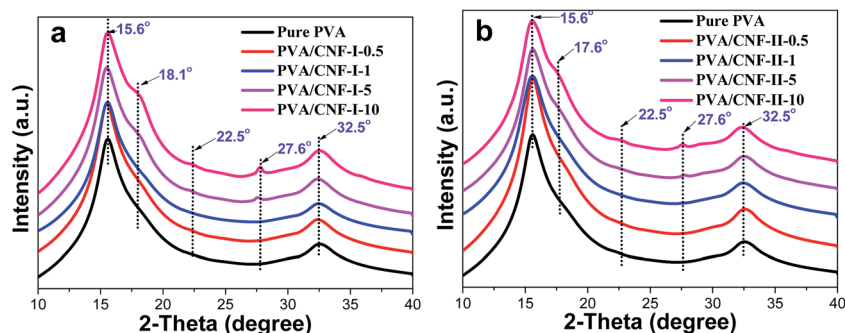 a
15.6°
18.1°
22.5°
27.6°
32.5°
Pure PVA
PVA/CNF-I-0.5
PVA/CNF-I-1
PVA/CNF-I-5
PVA/CNF-I-10
Intensity (a.u.)
10 15 20 25 30 35 40
2-Theta (degree)
b
15.6°
17.6°
22.5°
27.6°
32.5°
Pure PVA
PVA/CNF-II-0.5
PVA/CNF-II-1
PVA/CNF-II-5
PVA/CNF-II-10
Intensity (a.u.)
10 15 20 25 30 35 40
2-Theta (degree)